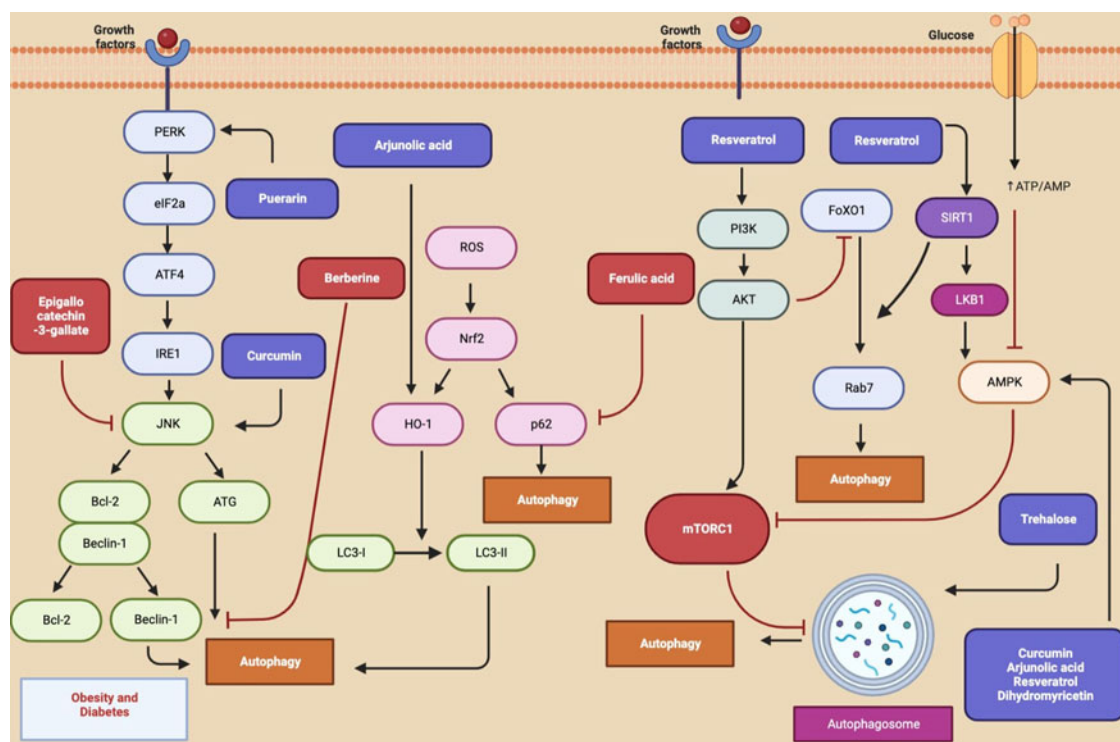 Growth
factors
Growth
factors
Glucose
PERK
Arjunolic acid
Resveratrol
Resveratrol
↑ATP/AMP
eIF2a
Puerarin
FoXO1
SIRT1
PI3K
ROS
ATF4
Berberine
Ferulic acid
AKT
LKB1
Epigallo
catechin
-3-gallate
IRE1
Curcumin
Nrf2
Rab7
AMPK
JNK
HO-1
p62
Autophagy
Bcl-2
ATG
Autophagy
Beclin-1
LC3-I
LC3-II
mTORC1
Trehalose
Bcl-2
Beclin-1
Autophagy
Autophagy
Curcumin
Arjunolic acid
Resveratrol
Dihydromyricetin
Obesity and
Diabetes
Autophagosome